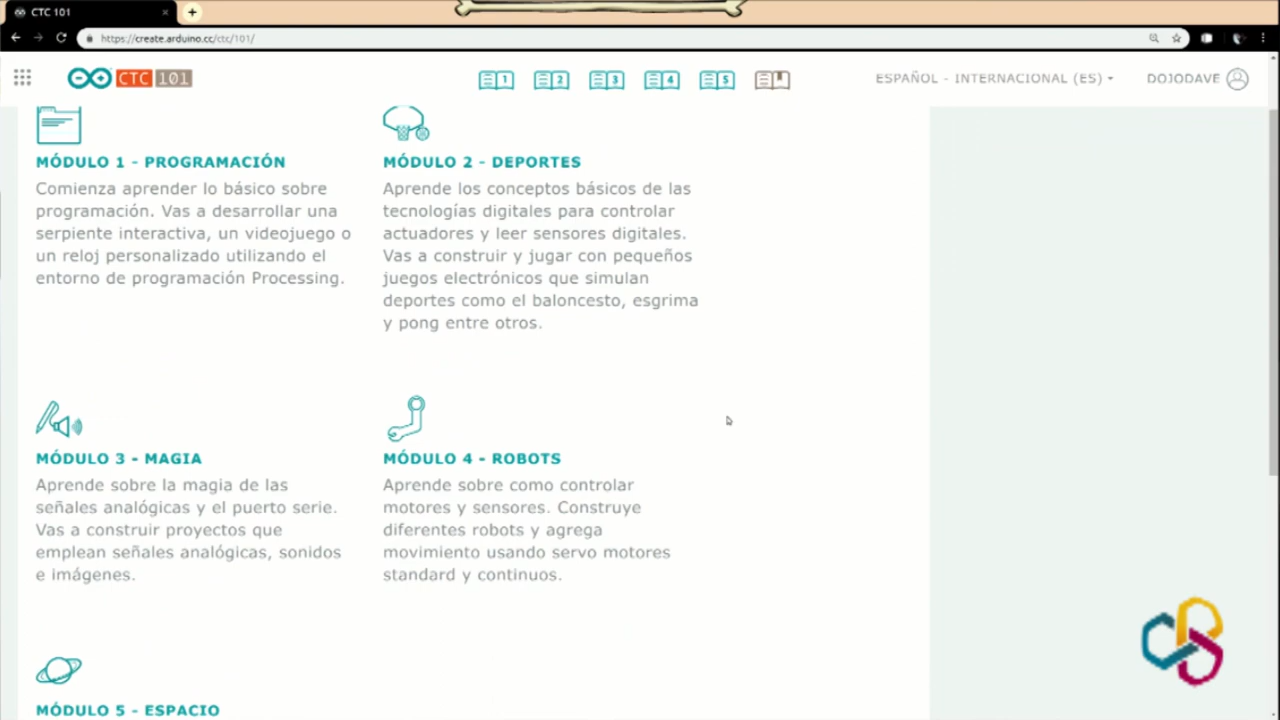 CTC 101
https://create.arduino.cc/ctc/101/
CTC 101
1 2 3 4 5
ESPAÑOL - INTERNACIONAL (ES)
DOJODAVE
MÓDULO 1 - PROGRAMACIÓN
Comienza aprender lo básico sobre
programación. Vas a desarrollar una
serpiente interactiva, un videojuego o
un reloj personalizado utilizando el
entorno de programación Processing.
MÓDULO 2 - DEPORTES
Aprende los conceptos básicos de las
tecnologías digitales para controlar
actuadores y leer sensores digitales.
Vas a construir y jugar con pequeños
juegos electrónicos que simulan
deportes como el baloncesto, esgrima
y pong entre otros.
MÓDULO 3 - MAGIA
Aprende sobre la magia de las
señales analógicas y el puerto serie.
Vas a construir proyectos que
emplean señales analógicas, sonidos
e imágenes.
MÓDULO 4 - ROBOTS
Aprende sobre como controlar
motores y sensores. Construye
diferentes robots y agrega
movimiento usando servo motores
standard y continuos.
MÓDULO 5 - ESPACIO